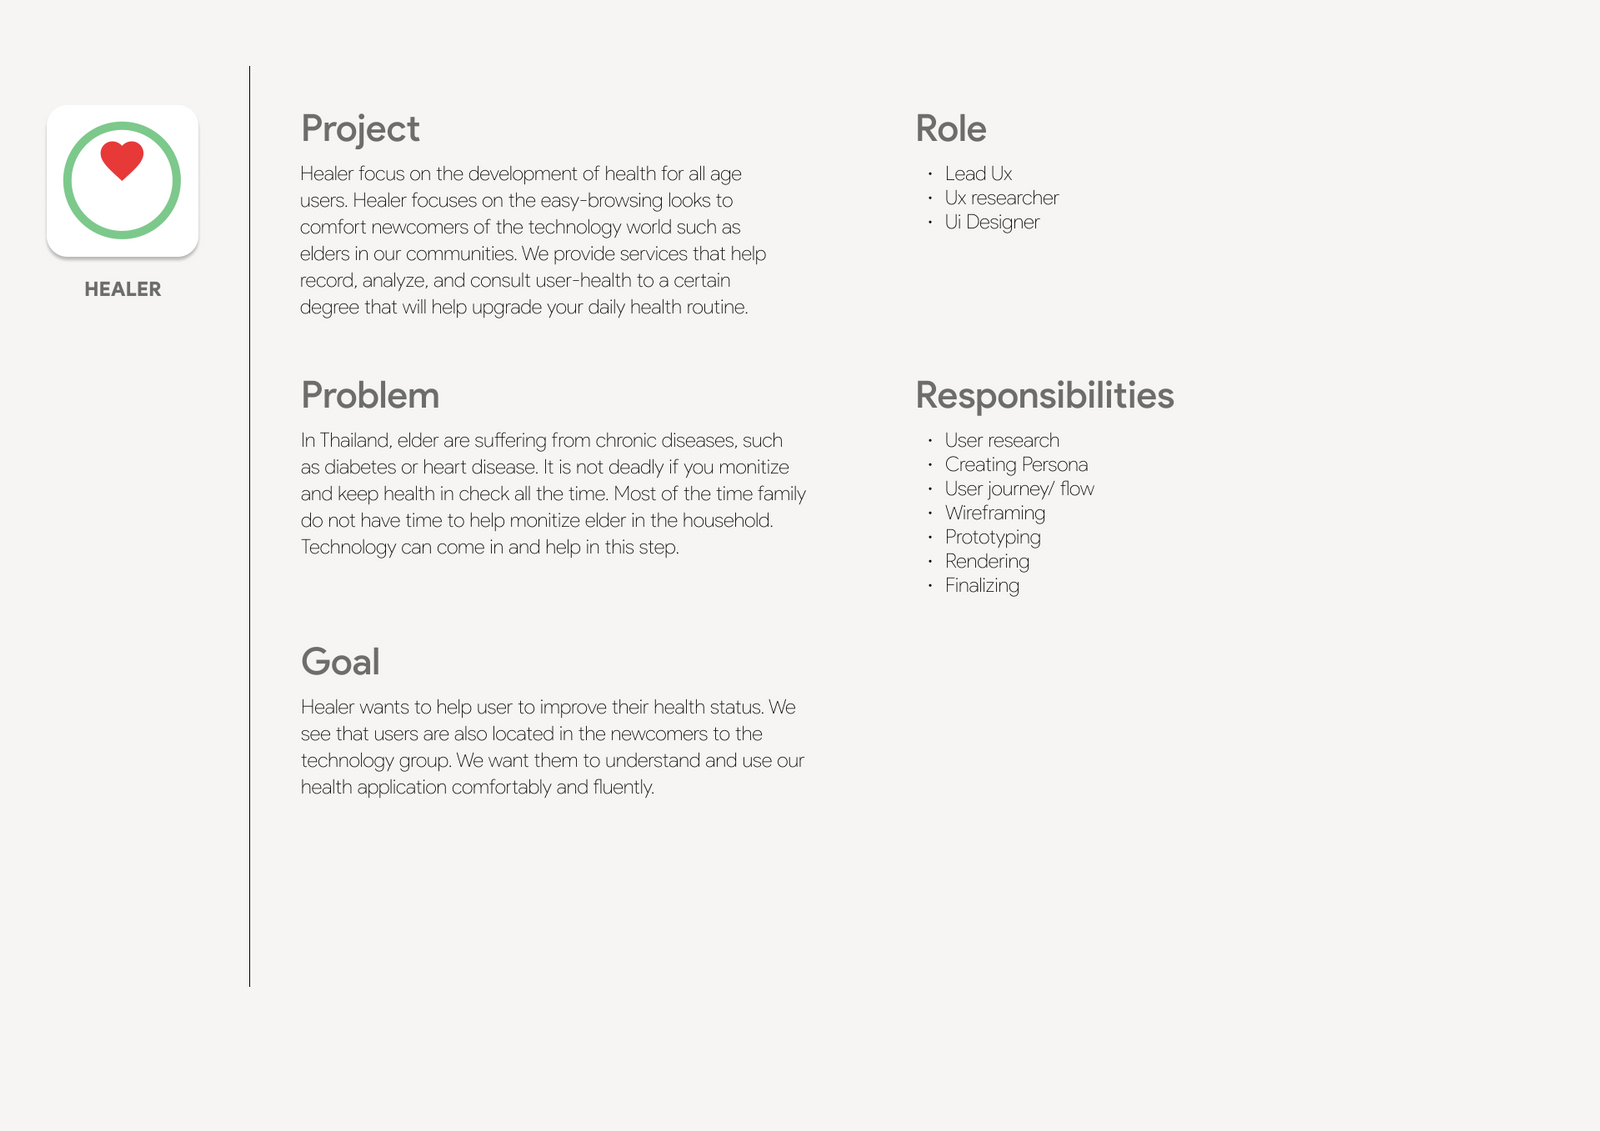 HEALER
Project
Healer focus on the development of health for all age
users. Healer focuses on the easy-browsing looks to
comfort newcomers of the technology world such as
elders in our communities. We provide services that help
record, analyze, and consult user-health to a certain
degree that will help upgrade your daily health routine.
Problem
In Thailand, elder are suffering from chronic diseases, such
as diabetes or heart disease. It is not deadly if you monitize
and keep health in check all the time. Most of the time family
do not have time to help monitize elder in the household.
Technology can come in and help in this step.
Goal
Healer wants to help user to improve their health status. We
see that users are also located in the newcomers to the
technology group. We want them to understand and use our
health application comfortably and fluently.
Role
• Lead Ux
• Ux researcher
• Ui Designer
Responsibilities
• User research
• Creating Persona
• User journey/ flow
• Wireframing
• Prototyping
• Rendering
• Finalizing